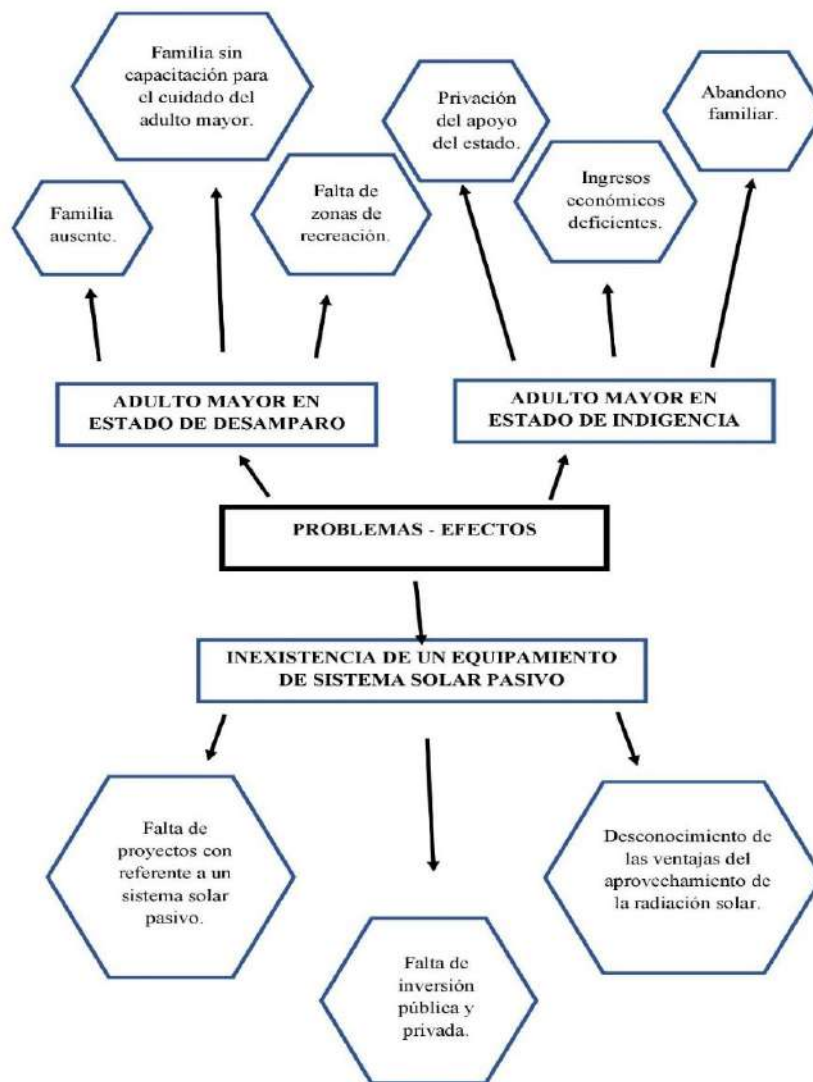 Familia sin
capacitación para
el cuidado del
adulto mayor.
Privación
del apoyo
del estado.
Abandono
familiar.
Familia
ausente.
Falta de
zonas de
recreación.
Ingresos
económicos
deficientes.
ADULTO MAYOR EN
ESTADO DE DESAMPARO
ADULTO MAYOR EN
ESTADO DE INDIGENCIA
PROBLEMAS - EFECTOS
INEXISTENCIA DE UN EQUIPAMIENTO
DE SISTEMA SOLAR PASIVO
Falta de
proyectos con
referente a un
sistema solar
pasivo.
Falta de
inversión
pública y
privada.
Desconocimiento de
las ventajas del
aprovechamiento de
la radiación solar.